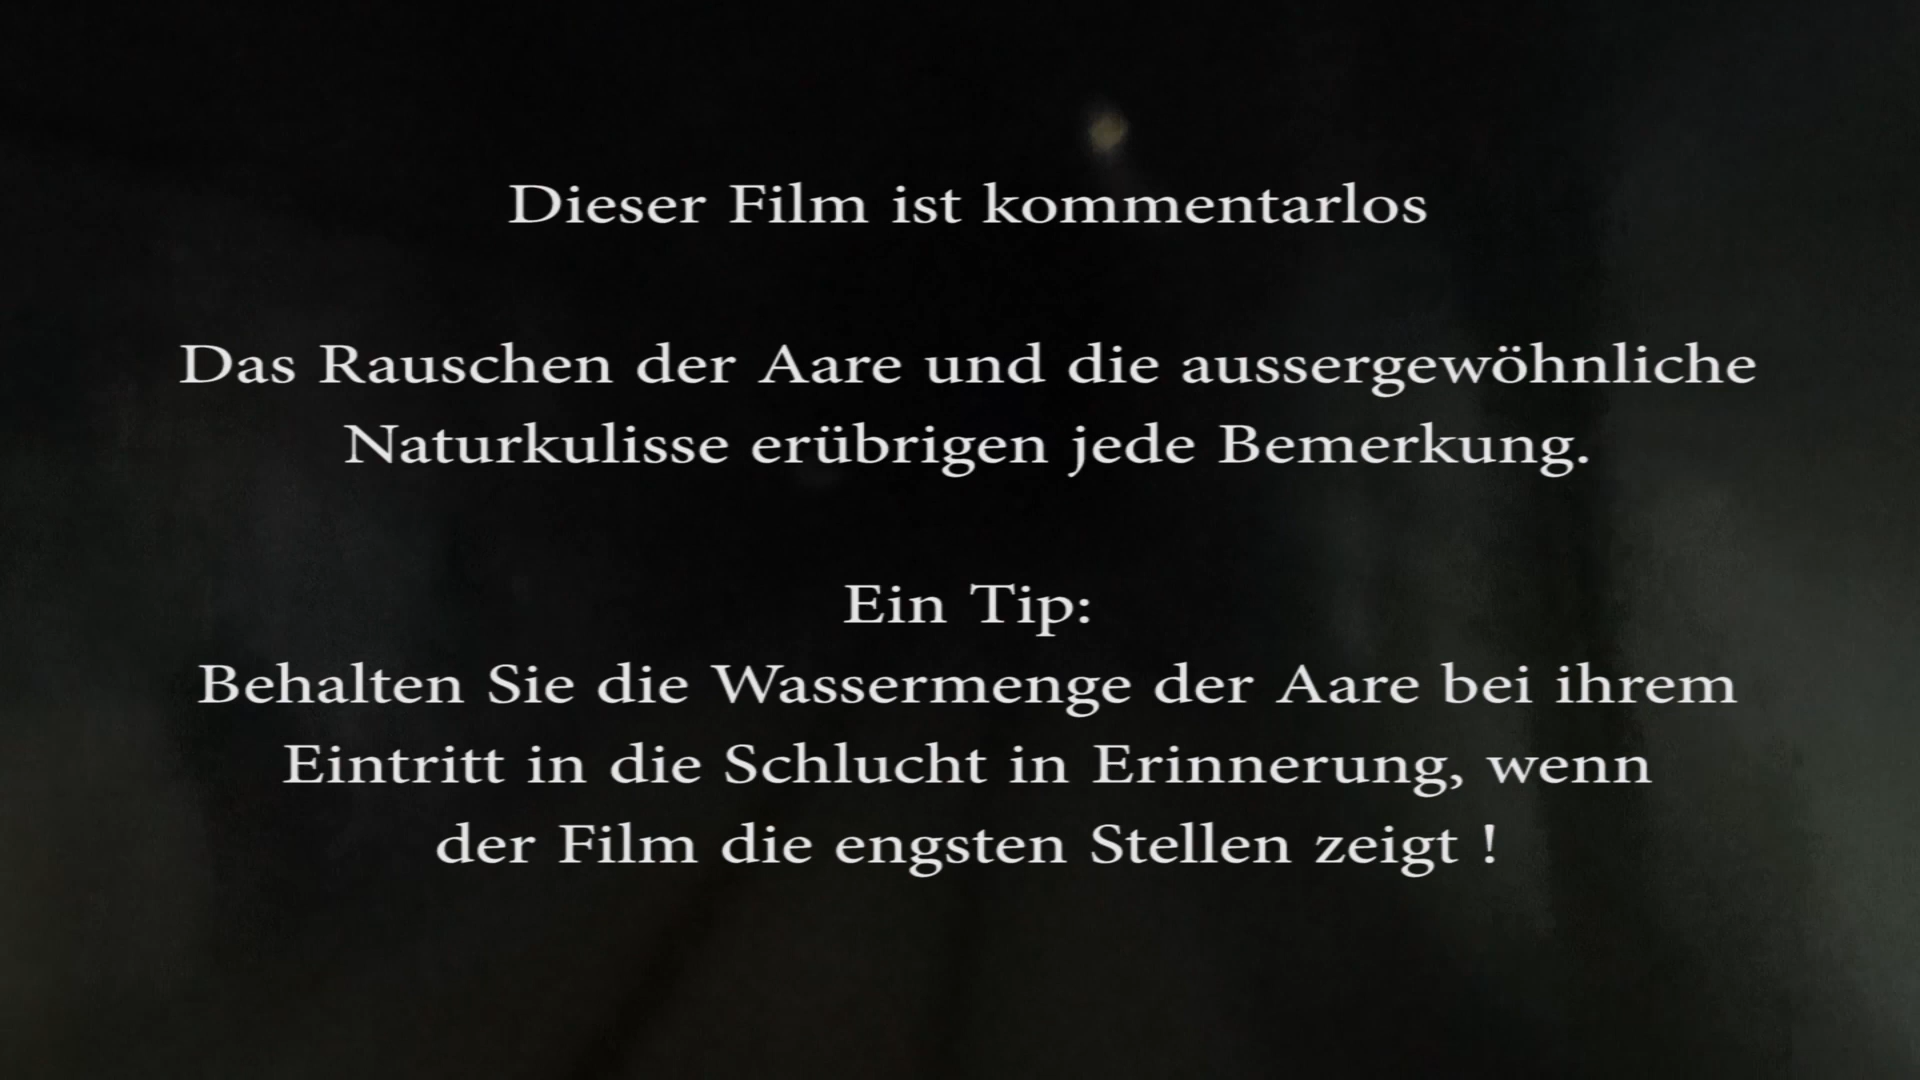 Dieser Film ist kommentarlos
Das Rauschen der Aare und die aussergewöhnliche
Naturkulisse erübrigen jede Bemerkung.
Ein Tip:
Behalten Sie die Wassermenge der Aare bei ihrem
Eintritt in die Schlucht in Erinnerung, wenn
der Film die engsten Stellen zeigt !